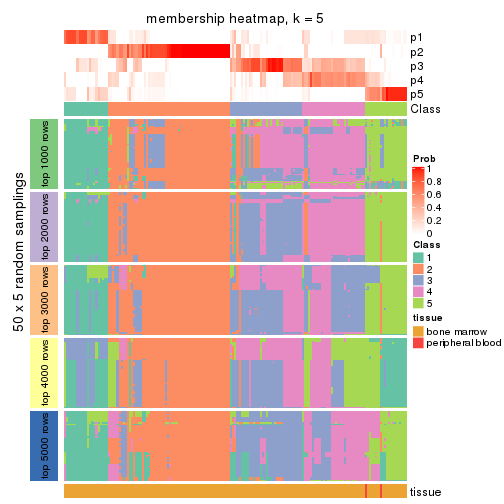 membership heatmap, k = 5
p1
p2
p3
p4
p5
Class
50 x 5 random samplings
top 1000 rows
top 2000 rows
top 3000 rows
top 4000 rows
top 5000 rows
tissue
Prob
1
0.8
0.6
0.4
0.2
0
Class
1
2
3
4
5
tissue
bone marrow
peripheral blood